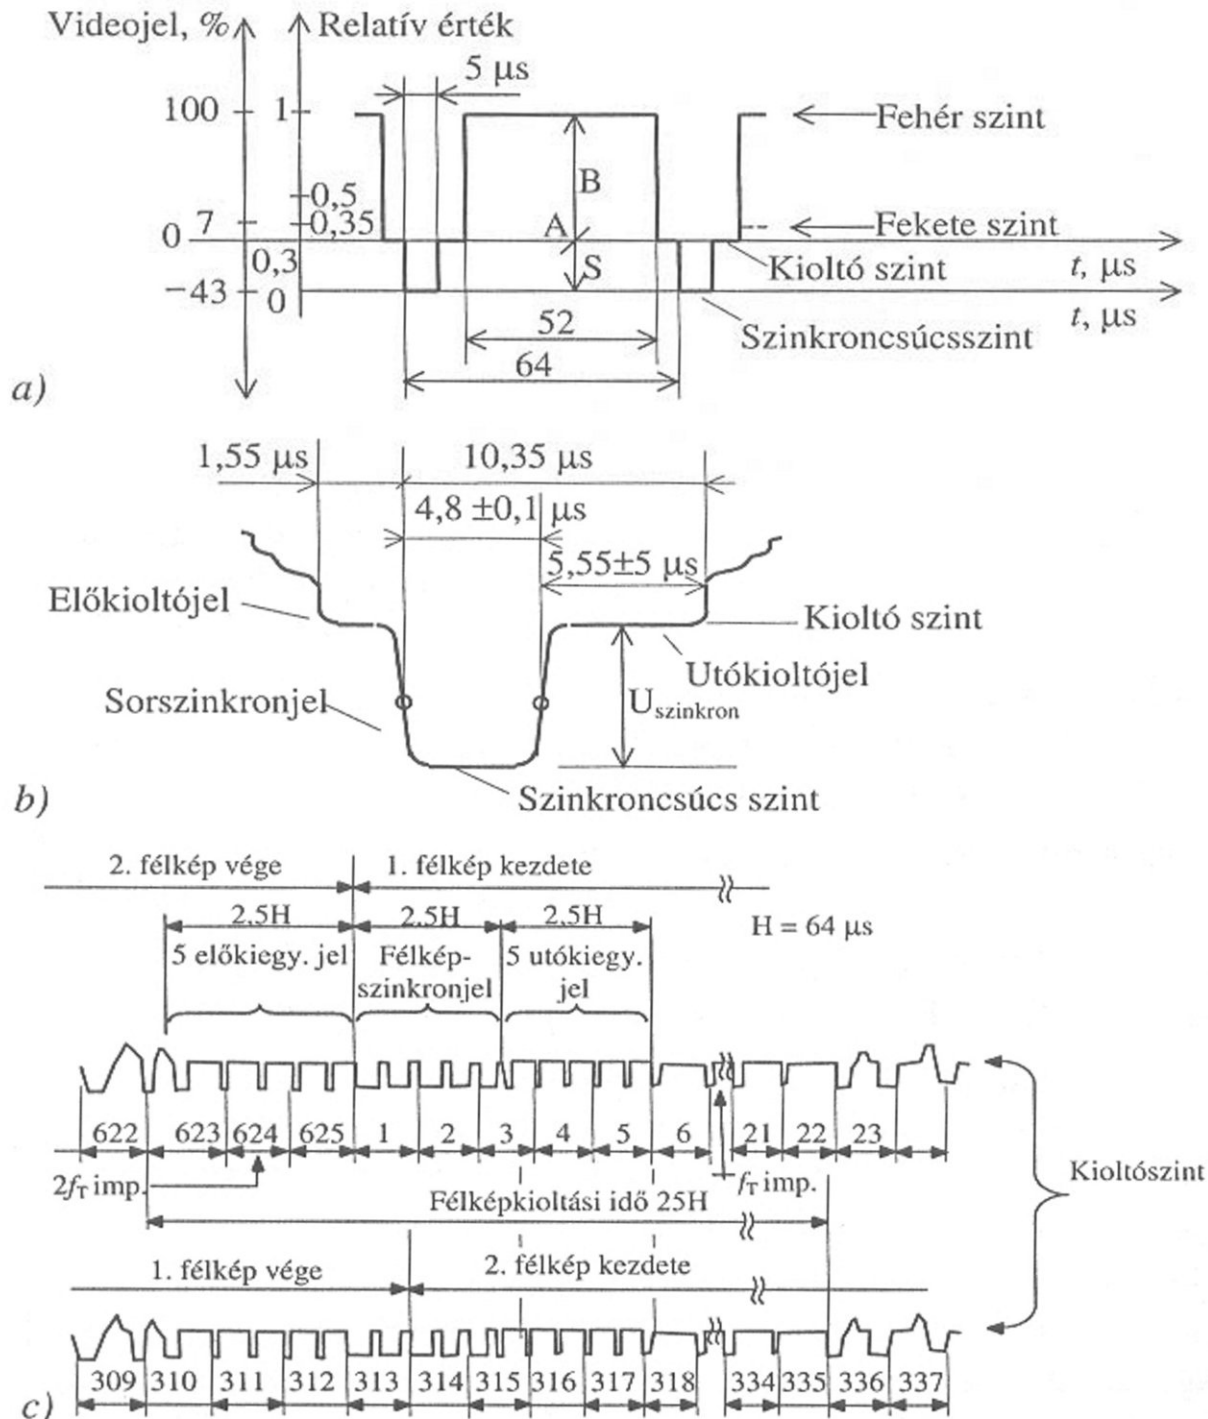 Videojel, % Relatív érték
5 μs
100 1 Fehér szint
B
0,5
7 0,35 A Fekete szint
0
0,3 S Kioltó szint t, μs
−43 0 t, μs
52 Szinkroncsúcsszint
64
a)
1,55 μs 10,35 μs
4,8 ±0,1 μs
5,55±5 μs
Előkioltójel Kioltó szint
Utókioltójel
Sorszinkronjel U szinkron
b) Szinkroncsúcs szint
2. félkép vége 1. félkép kezdete
2,5H 2,5H 2,5H H = 64 μs
5 előkiegy. jel Félkép- 5 utókiegy.
szinkronjel jel
622 623 624 625 1 2 3 4 5 6 21 22 23
2fT imp. fT imp. Kioltószint
Félképkioltási idő 25H
1. félkép vége 2. félkép kezdete
309 310 311 312 313 314 315 316 317 318 334 335 336 337
c)